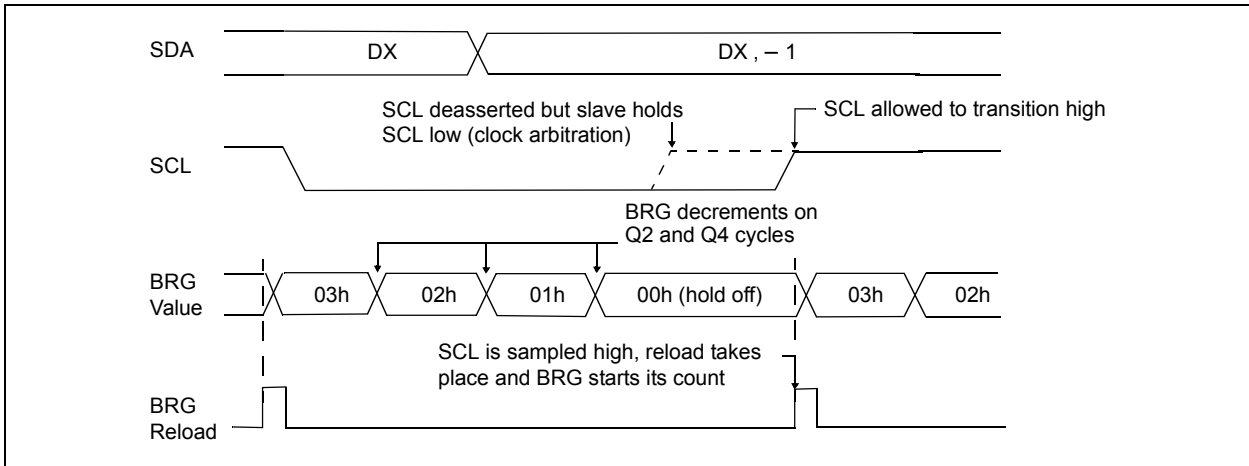 SDA
DX
DX , – 1
SCL deasserted but slave holds
SCL low (clock arbitration)
SCL allowed to transition high
SCL
BRG decrements on
Q2 and Q4 cycles
BRG
Value
03h
02h
01h
00h (hold off)
03h
02h
SCL is sampled high, reload takes
place and BRG starts its count
BRG
Reload